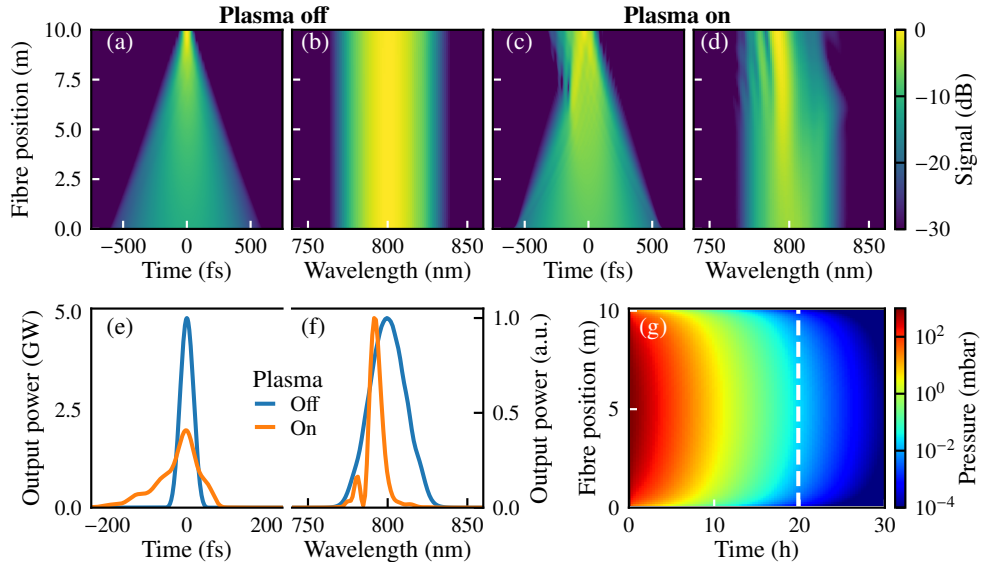 Plasma off
Plasma on
(a)
(b)
(c)
(d)
10.0
7.5
5.0
2.5
0.0
Fibre position (m)
−500
0
500
Time (fs)
750
800
850
Wavelength (nm)
−500
0
500
Time (fs)
750
800
850
Wavelength (nm)
0
−10
−20
−30
Signal (dB)
(e)
5.0
2.5
0.0
Output power (GW)
Plasma
Off
On
−200
0
200
Time (fs)
(f)
1.0
0.5
0.0
Output power (a.u.)
750
800
850
Wavelength (nm)
(g)
10
5
0
Fibre position (m)
0
10
20
30
Time (h)
10²
10⁰
10⁻²
10⁻⁴
Pressure (mbar)